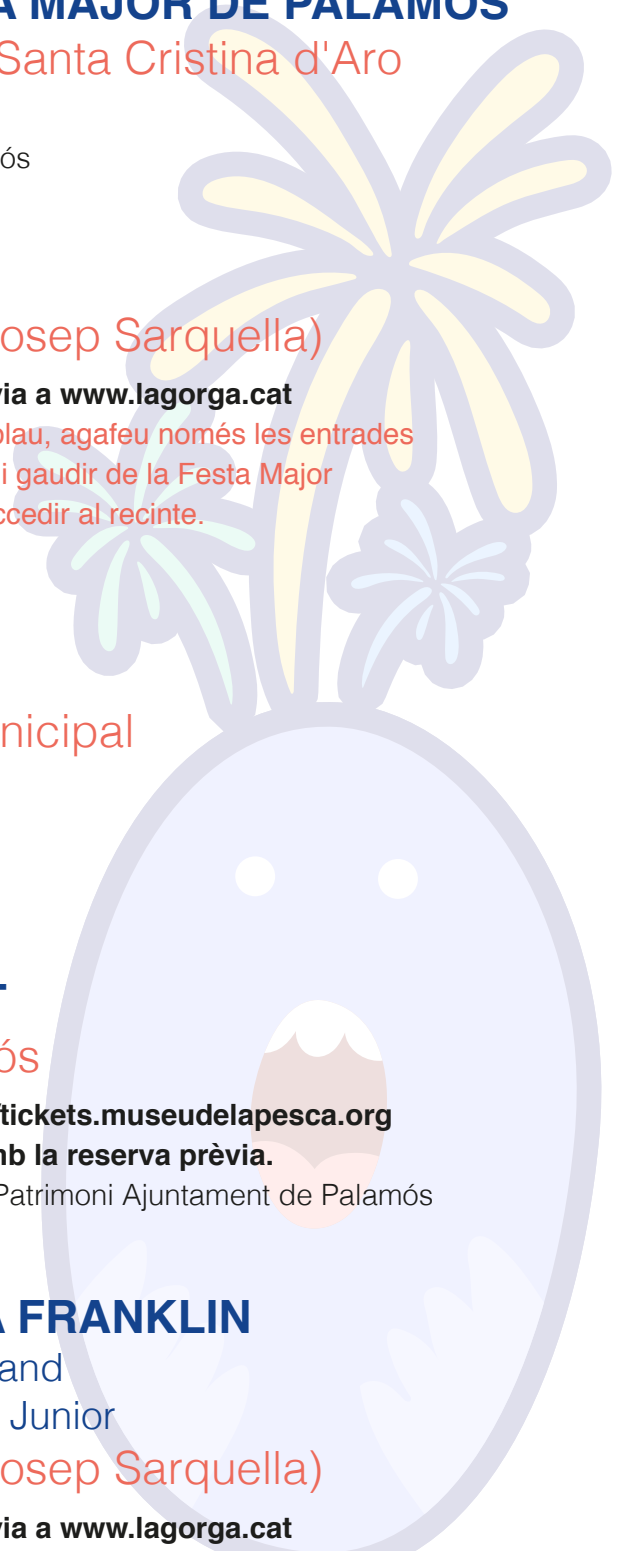 A MAJOR DE PALAMÓS
Santa Cristina d'Aro
ós
osep Sarquella)
via a www.lagorga.cat
blau, agafeu només les entrades
i gaudir de la Festa Major
ccedir al recinte.
nicipal
ós
tickets.museudelapesca.org
mb la reserva prèvia.
Patrimoni Ajuntament de Palamós
A FRANKLIN
and
Junior
osep Sarquella)
via a www.lagorga.cat